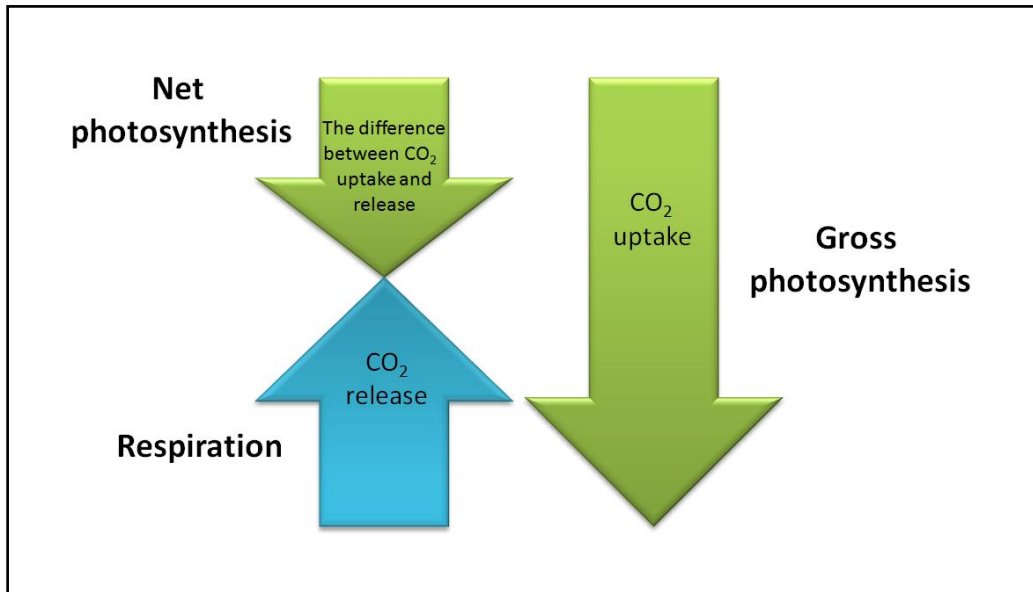 Net
photosynthesis
The difference
between CO₂
uptake and
release
CO₂
uptake
Gross
photosynthesis
CO₂
release
Respiration